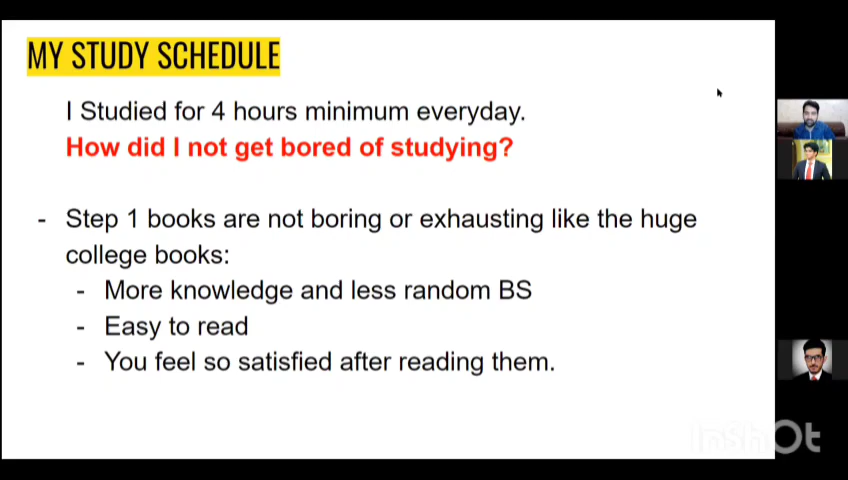 MY STUDY SCHEDULE
I Studied for 4 hours minimum everyday.
How did I not get bored of studying?
- Step 1 books are not boring or exhausting like the huge
college books:
- More knowledge and less random BS
- Easy to read
- You feel so satisfied after reading them.
InshOt